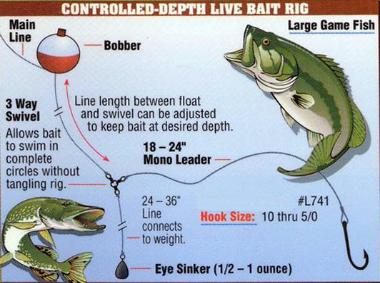 CONTROLLED-DEPTH LIVE BAIT RIG
Main
Line
Bobber
Large Game Fish
3 Way
Swivel
Allows bait
to swim in
complete
circles without
tangling rig.
Line length between float
and swivel can be adjusted
to keep bait at desired depth.
18 – 24"
Mono Leader
24 – 36"
Line
connects
to weight.
#L741
Hook Size: 10 thru 5/0
Eye Sinker (1/2 – 1 ounce)